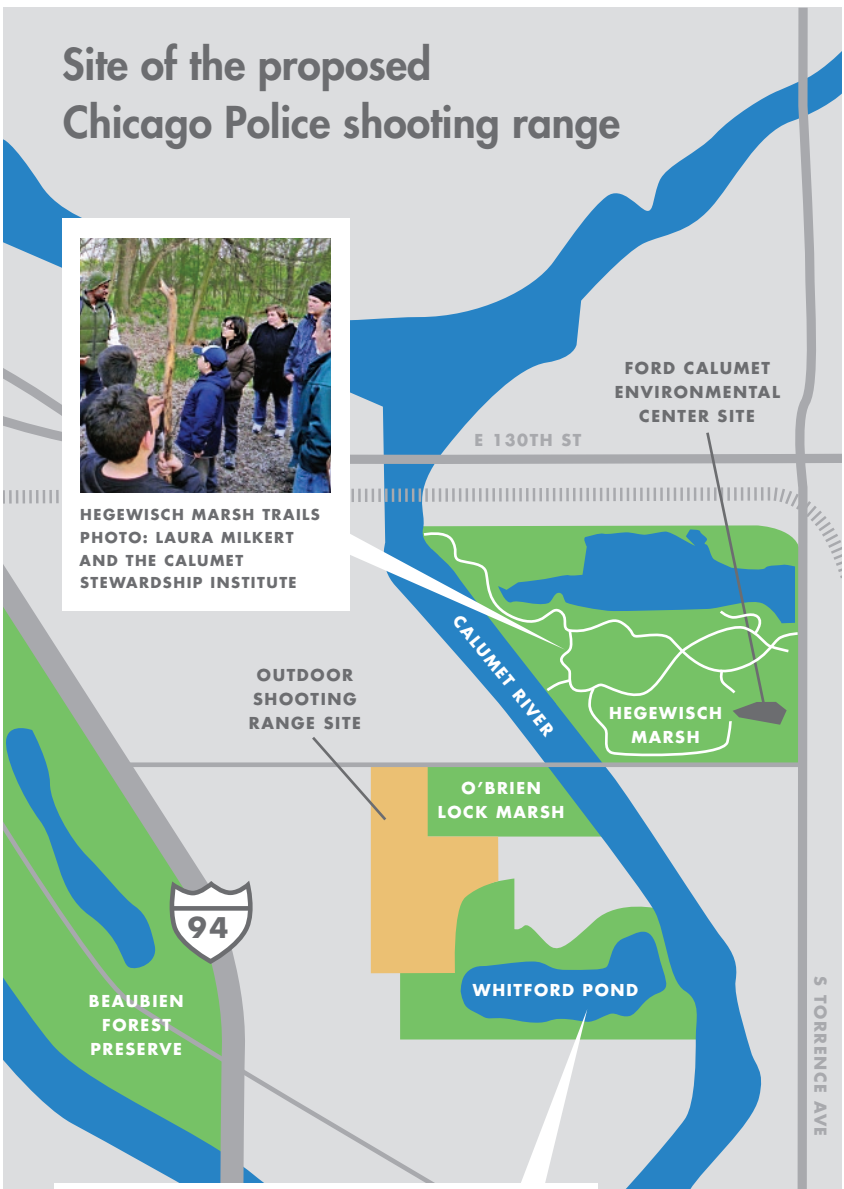 Site of the proposed
Chicago Police shooting range
FORD CALUMET
ENVIRONMENTAL
CENTER SITE
E 130TH ST
HEGEWISCH MARSH TRAILS
PHOTO: LAURA MILKERT
AND THE CALUMET
STEWARDSHIP INSTITUTE
CALUMET RIVER
OUTDOOR
SHOOTING
RANGE SITE
HEGEWISCH
MARSH
O'BRIEN
LOCK MARSH
94
WHITFORD POND
BEAUBIEN
FOREST
PRESERVE
S TORRENCE AVE